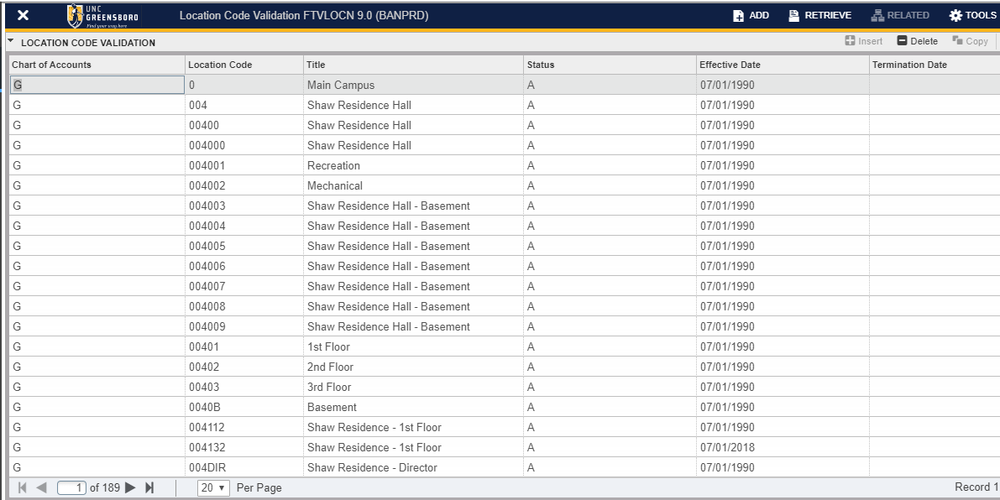 UNC
GREENSBORO
Find your way here
Location Code Validation FTVLOCN 9.0 (BANPRD)
ADD RETRIEVE RELATED TOOLS
LOCATION CODE VALIDATION Insert Delete Copy
Chart of Accounts Location Code Title Status Effective Date Termination Date
G 0 Main Campus A 07/01/1990
G 004 Shaw Residence Hall A 07/01/1990
G 00400 Shaw Residence Hall A 07/01/1990
G 004000 Shaw Residence Hall A 07/01/1990
G 004001 Recreation A 07/01/1990
G 004002 Mechanical A 07/01/1990
G 004003 Shaw Residence Hall - Basement A 07/01/1990
G 004004 Shaw Residence Hall - Basement A 07/01/1990
G 004005 Shaw Residence Hall - Basement A 07/01/1990
G 004006 Shaw Residence Hall - Basement A 07/01/1990
G 004007 Shaw Residence Hall - Basement A 07/01/1990
G 004008 Shaw Residence Hall - Basement A 07/01/1990
G 004009 Shaw Residence Hall - Basement A 07/01/1990
G 00401 1st Floor A 07/01/1990
G 00402 2nd Floor A 07/01/1990
G 00403 3rd Floor A 07/01/1990
G 0040B Basement A 07/01/1990
G 004112 Shaw Residence - 1st Floor A 07/01/1990
G 004132 Shaw Residence - 1st Floor A 07/01/2018
G 004DIR Shaw Residence - Director A 07/01/1990
1 of 189 20 Per Page Record 1